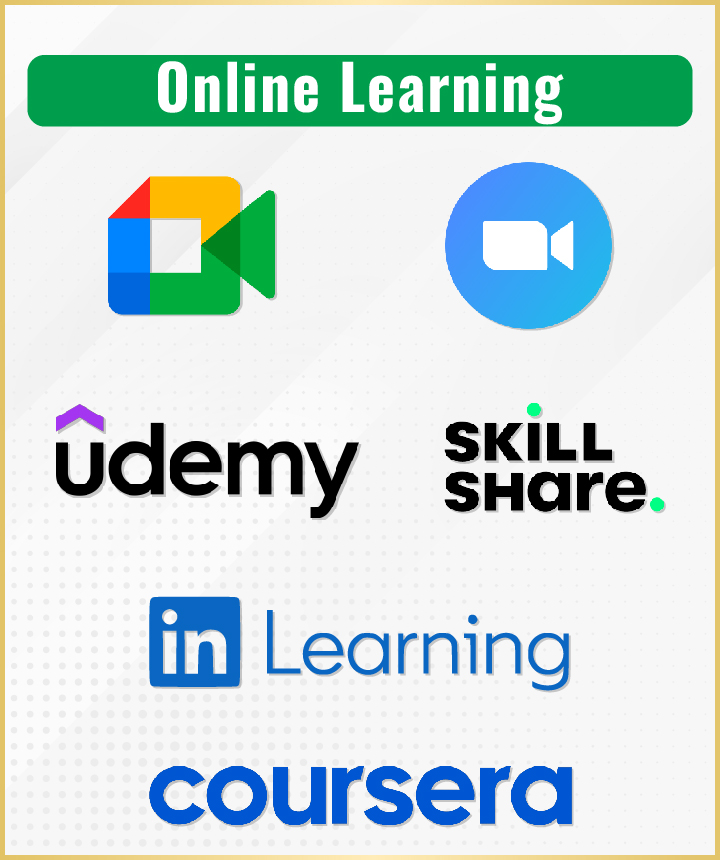 Online Learning
udemy
SKiLL
SHare.
in Learning
coursera